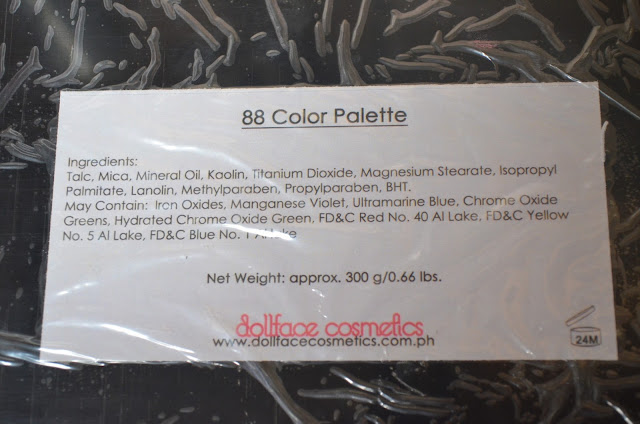 88 Color Palette
Ingredients:
Talc, Mica, Mineral Oil, Kaolin, Titanium Dioxide, Magnesium Stearate, Isopropyl
Palmitate, Lanolin, Methylparaben, Propylparaben, BHT.
May Contain: Iron Oxides, Manganese Violet, Ultramarine Blue, Chrome Oxide
Greens, Hydrated Chrome Oxide Green, FD&C Red No. 40 Al Lake, FD&C Yellow
No. 5 Al Lake, FD&C Blue No. 1 Al Lake
Net Weight: approx. 300 g/0.66 lbs.
dollface cosmetics
www.dollfacecosmetics.com.ph
24M